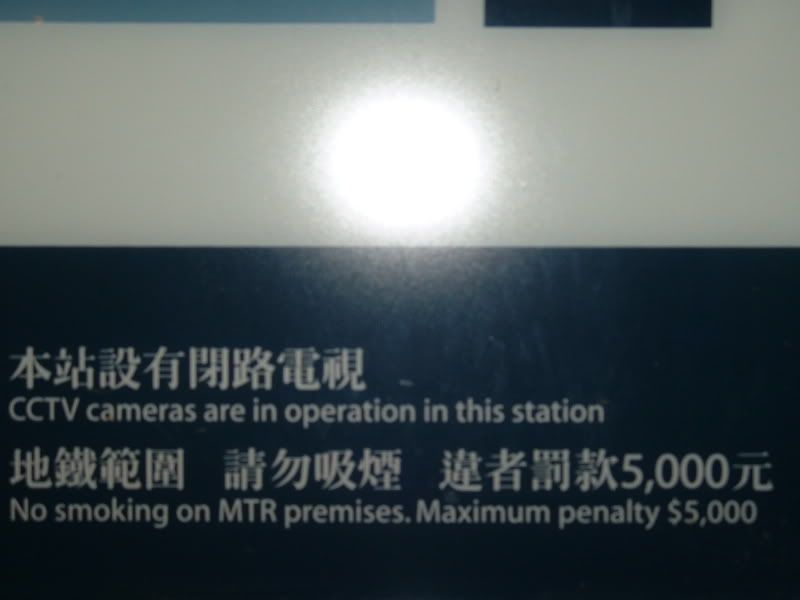 本站設有閉路電視
CCTV cameras are in operation in this station
地鐵範圍 請勿吸煙 違者罰款5,000元
No smoking on MTR premises. Maximum penalty $5,000